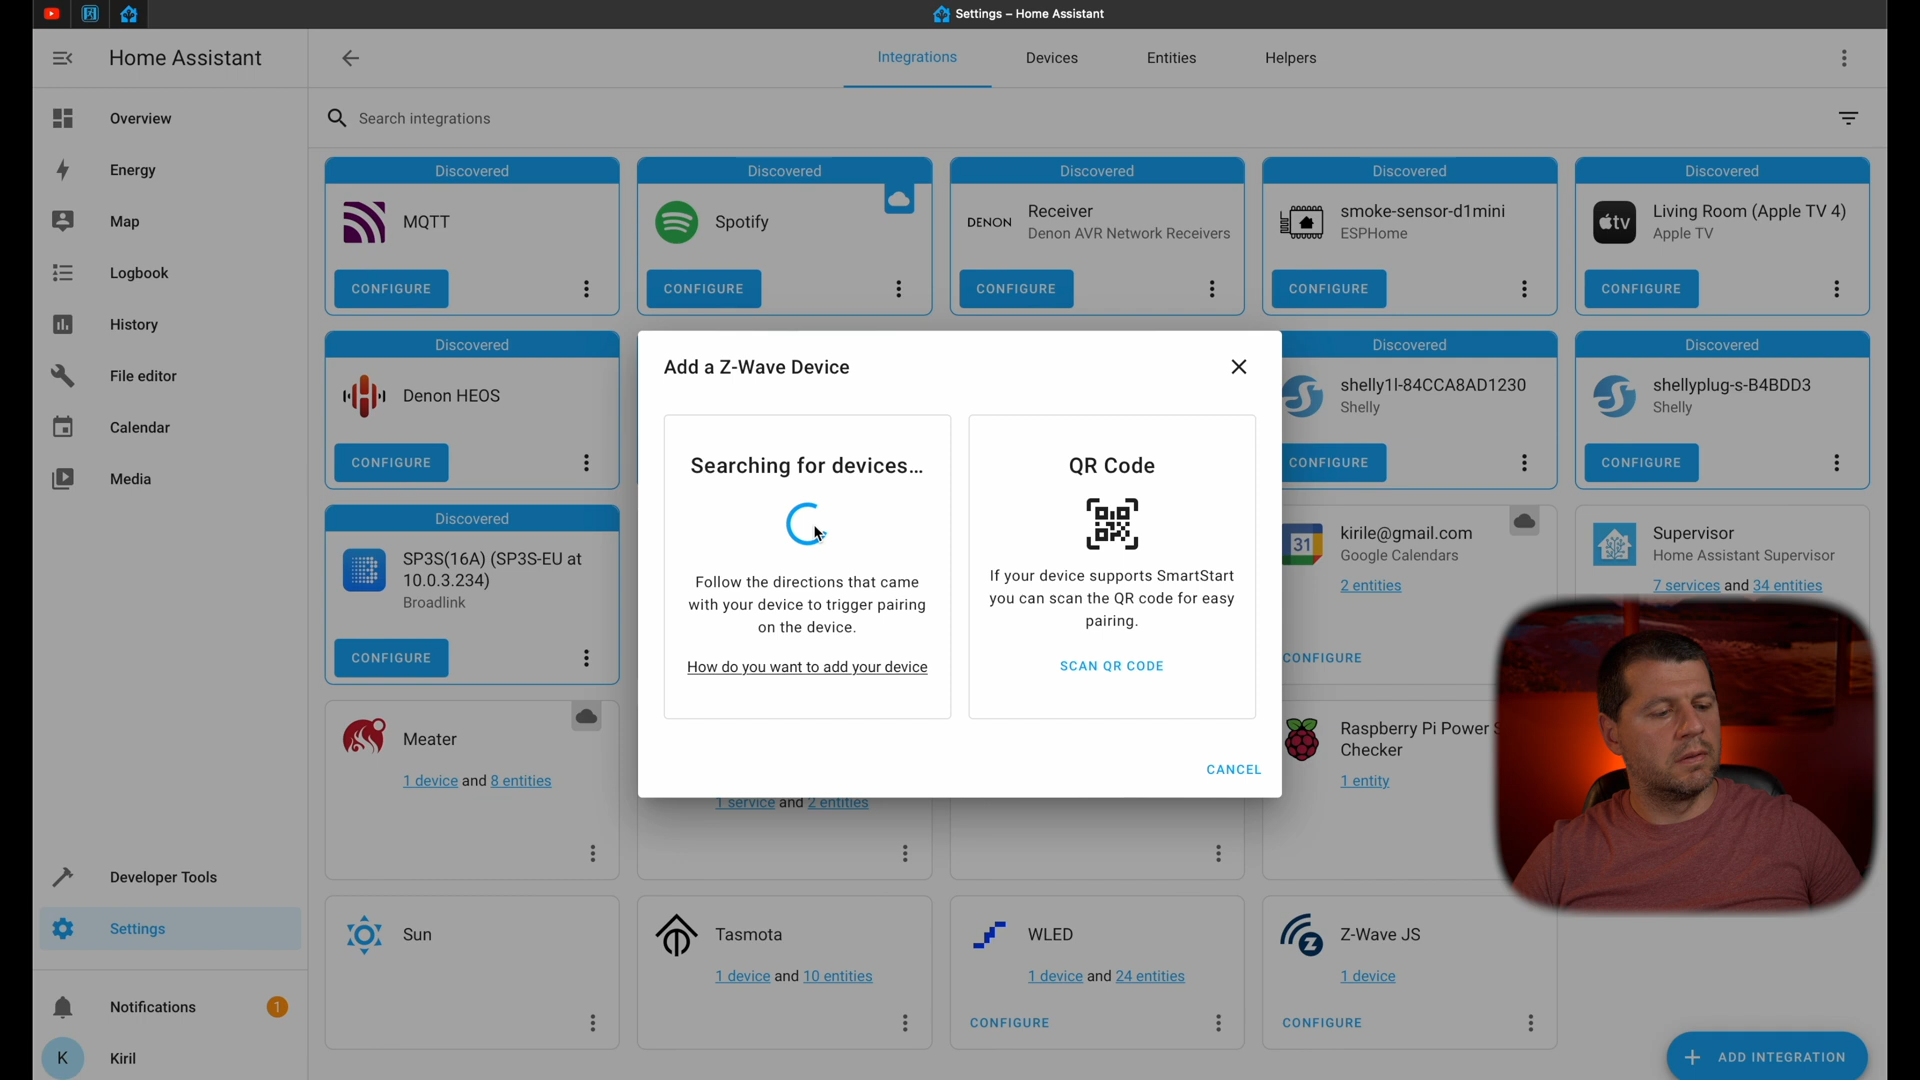 Settings – Home Assistant
Home Assistant
Integrations
Devices
Entities
Helpers
Search integrations
Overview
Energy
Map
Logbook
History
File editor
Calendar
Media
Developer Tools
Settings
Notifications
1
K
Kiril
Discovered
MQTT
CONFIGURE
Discovered
Spotify
CONFIGURE
Discovered
DENON
Receiver
Denon AVR Network Receivers
CONFIGURE
Discovered
smoke-sensor-d1mini
ESPHome
CONFIGURE
Discovered
tv
Living Room (Apple TV 4)
Apple TV
CONFIGURE
Discovered
Denon HEOS
CONFIGURE
Discovered
shelly1l-84CCA8AD1230
Shelly
CONFIGURE
Discovered
shellyplug-s-B4BDD3
Shelly
CONFIGURE
Add a Z-Wave Device
Searching for devices...
Follow the directions that came
with your device to trigger pairing
on the device.
How do you want to add your device
QR Code
If your device supports SmartStart
you can scan the QR code for easy
pairing.
SCAN QR CODE
CANCEL
Discovered
SP3S(16A) (SP3S-EU at
10.0.3.234)
Broadlink
CONFIGURE
31
kirile@gmail.com
Google Calendars
2 entities
CONFIGURE
Supervisor
Home Assistant Supervisor
7 services and 34 entities
Meater
1 device and 8 entities
1 service and 2 entities
Raspberry Pi Power
Checker
1 entity
Sun
Tasmota
1 device and 10 entities
WLED
1 device and 24 entities
CONFIGURE
Z
Z-Wave JS
1 device
CONFIGURE
ADD INTEGRATION